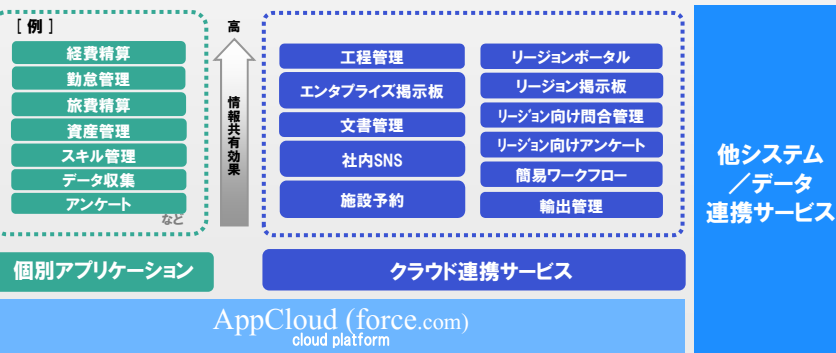 [ 例 ]
経費精算
勤怠管理
旅費精算
資産管理
スキル管理
データ収集
アンケート
など
高
情報共有効果
工程管理
エンタプライズ掲示板
文書管理
社内SNS
施設予約
リージョンポータル
リージョン掲示板
リージョン向け問合管理
リージョン向けアンケート
簡易ワークフロー
輸出管理
他システム
／データ
連携サービス
個別アプリケーション
クラウド連携サービス
AppCloud (force.com)
cloud platform